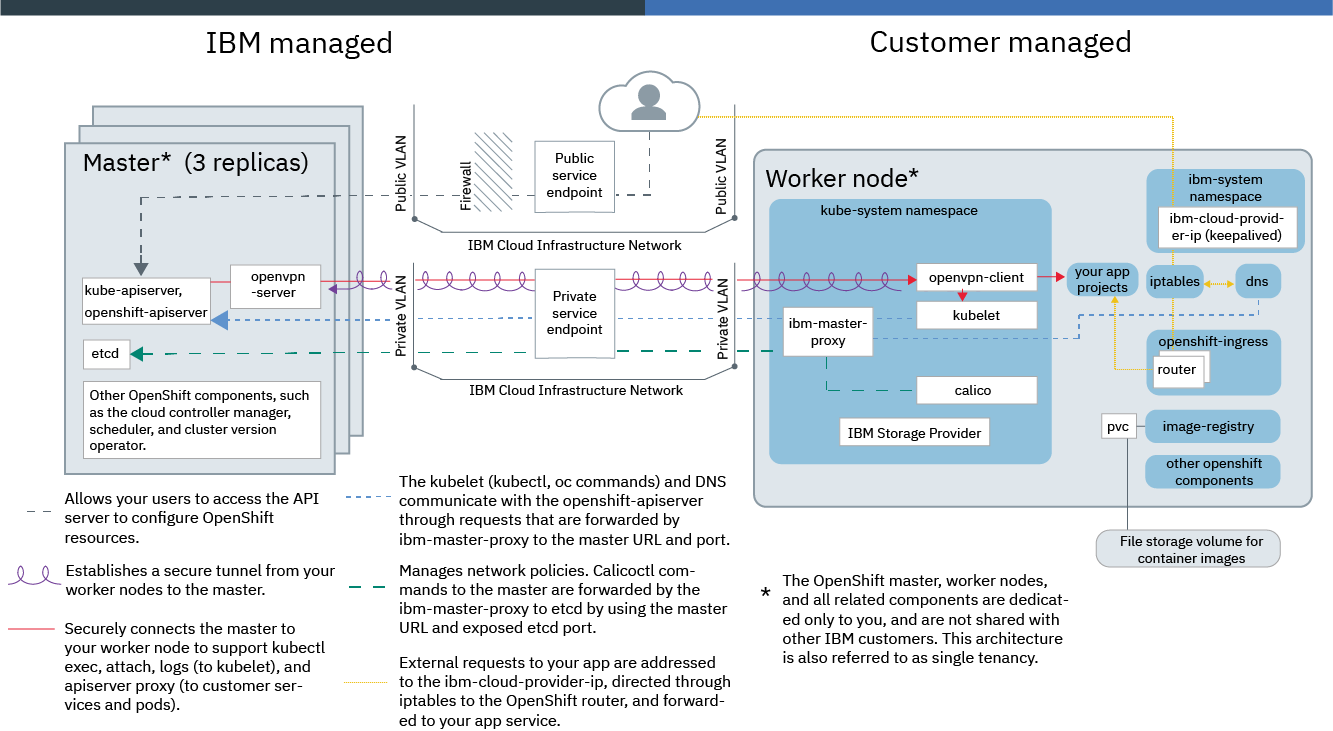 IBM managed
Customer managed
Master* (3 replicas)
kube-apiserver,
openshift-apiserver
openvpn
-server
etcd
Other OpenShift components, such
as the cloud controller manager,
scheduler, and cluster version
operator.
Public VLAN
Firewall
Public
service
endpoint
Public VLAN
IBM Cloud Infrastructure Network
Private VLAN
Private
service
endpoint
Private VLAN
IBM Cloud Infrastructure Network
Worker node*
kube-system namespace
openvpn-client
kubelet
ibm-master-
proxy
calico
IBM Storage Provider
ibm-system
namespace
ibm-cloud-provid-
er-ip (keepalived)
your app
projects
iptables
dns
openshift-ingress
router
pvc
image-registry
other openshift
components
File storage volume for
container images
Allows your users to access the API
server to configure OpenShift
resources.
Establishes a secure tunnel from your
worker nodes to the master.
Securely connects the master to
your worker node to support kubectl
exec, attach, logs (to kubelet), and
apiserver proxy (to customer ser-
vices and pods).
The kubelet (kubectl, oc commands) and DNS
communicate with the openshift-apiserver
through requests that are forwarded by
ibm-master-proxy to the master URL and port.
Manages network policies. Calicoctl com-
mands to the master are forwarded by the
ibm-master-proxy to etcd by using the master
URL and exposed etcd port.
External requests to your app are addressed
to the ibm-cloud-provider-ip, directed through
iptables to the OpenShift router, and forward-
ed to your app service.
* The OpenShift master, worker nodes,
and all related components are dedicat-
ed only to you, and are not shared with
other IBM customers. This architecture
is also referred to as single tenancy.